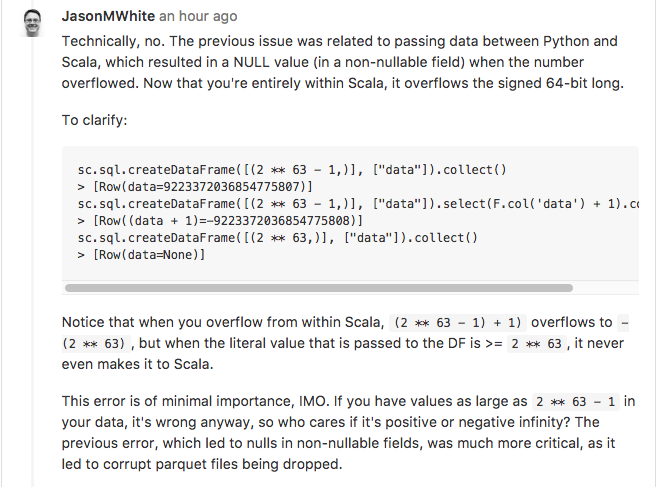 JasonMWhite an hour ago
Technically, no. The previous issue was related to passing data between Python and
Scala, which resulted in a NULL value (in a non-nullable field) when the number
overflowed. Now that you're entirely within Scala, it overflows the signed 64-bit long.
To clarify:
sc.sql.createDataFrame([(2 ** 63 - 1,)], ["data"]).collect()
> [Row(data=9223372036854775807)]
sc.sql.createDataFrame([(2 ** 63 - 1,)], ["data"]).select(F.col('data') + 1).co
> [Row((data + 1)=-9223372036854775808)]
sc.sql.createDataFrame([(2 ** 63,)], ["data"]).collect()
> [Row(data=None)]
Notice that when you overflow from within Scala, (2 ** 63 - 1) + 1) overflows to -
(2 ** 63) , but when the literal value that is passed to the DF is >= 2 ** 63 , it never
even makes it to Scala.
This error is of minimal importance, IMO. If you have values as large as 2 ** 63 - 1 in
your data, it's wrong anyway, so who cares if it's positive or negative infinity? The
previous error, which led to nulls in non-nullable fields, was much more critical, as it
led to corrupt parquet files being dropped.